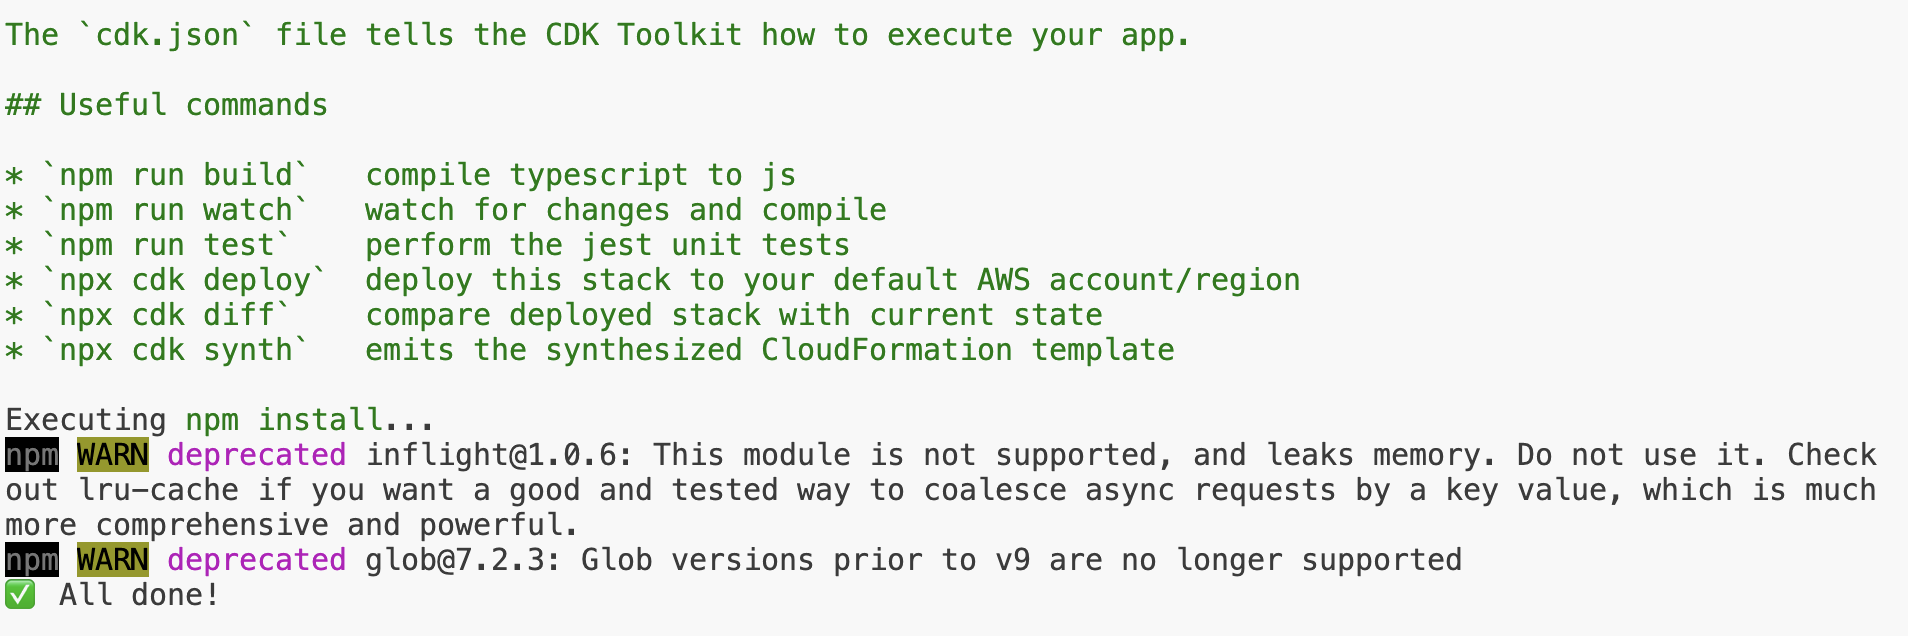 The `cdk.json` file tells the CDK Toolkit how to execute your app.
## Useful commands
* `npm run build`   compile typescript to js
* `npm run watch`   watch for changes and compile
* `npm run test`    perform the jest unit tests
* `npx cdk deploy`  deploy this stack to your default AWS account/region
* `npx cdk diff`    compare deployed stack with current state
* `npx cdk synth`   emits the synthesized CloudFormation template
Executing npm install...
npm WARN deprecated inflight@1.0.6: This module is not supported, and leaks memory. Do not use it. Check
out lru-cache if you want a good and tested way to coalesce async requests by a key value, which is much
more comprehensive and powerful.
npm WARN deprecated glob@7.2.3: Glob versions prior to v9 are no longer supported
✅ All done!